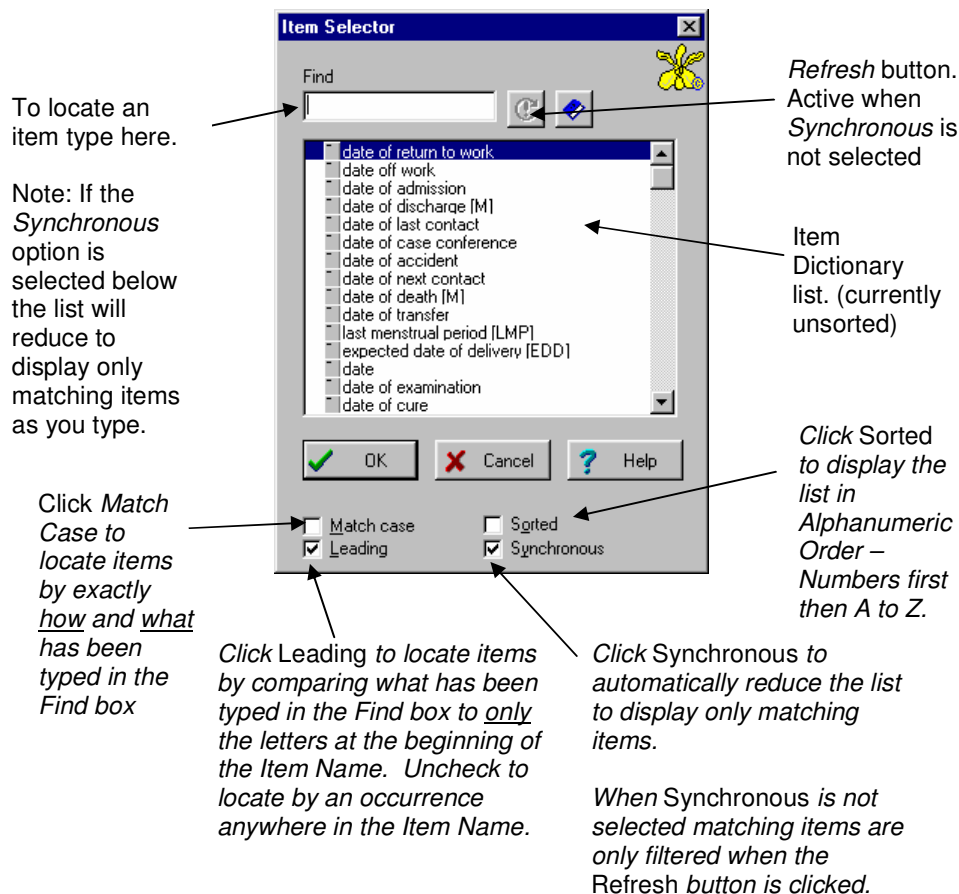 Item Selector
Find
date of return to work
date off work
date of admission
date of discharge [M]
date of last contact
date of case conference
date of accident
date of next contact
date of death [M]
date of transfer
last menstrual period [LMP]
expected date of delivery [EDD]
date
date of examination
date of cure
OK
Cancel
Help
Match case
Sorted
Leading
Synchronous
To locate an
item type here.
Note: If the
Synchronous
option is
selected below
the list will
reduce to
display only
matching items
as you type.
Click Match
Case to
locate items
by exactly
how and what
has been
typed in the
Find box
Refresh button.
Active when
Synchronous is
not selected
Item
Dictionary
list. (currently
unsorted)
Click Sorted
to display the
list in
Alphanumeric
Order –
Numbers first
then A to Z.
Click Leading to locate items
by comparing what has been
typed in the Find box to only
the letters at the beginning of
the Item Name. Uncheck to
locate by an occurrence
anywhere in the Item Name.
Click Synchronous to
automatically reduce the list
to display only matching
items.
When Synchronous is not
selected matching items are
only filtered when the
Refresh button is clicked.